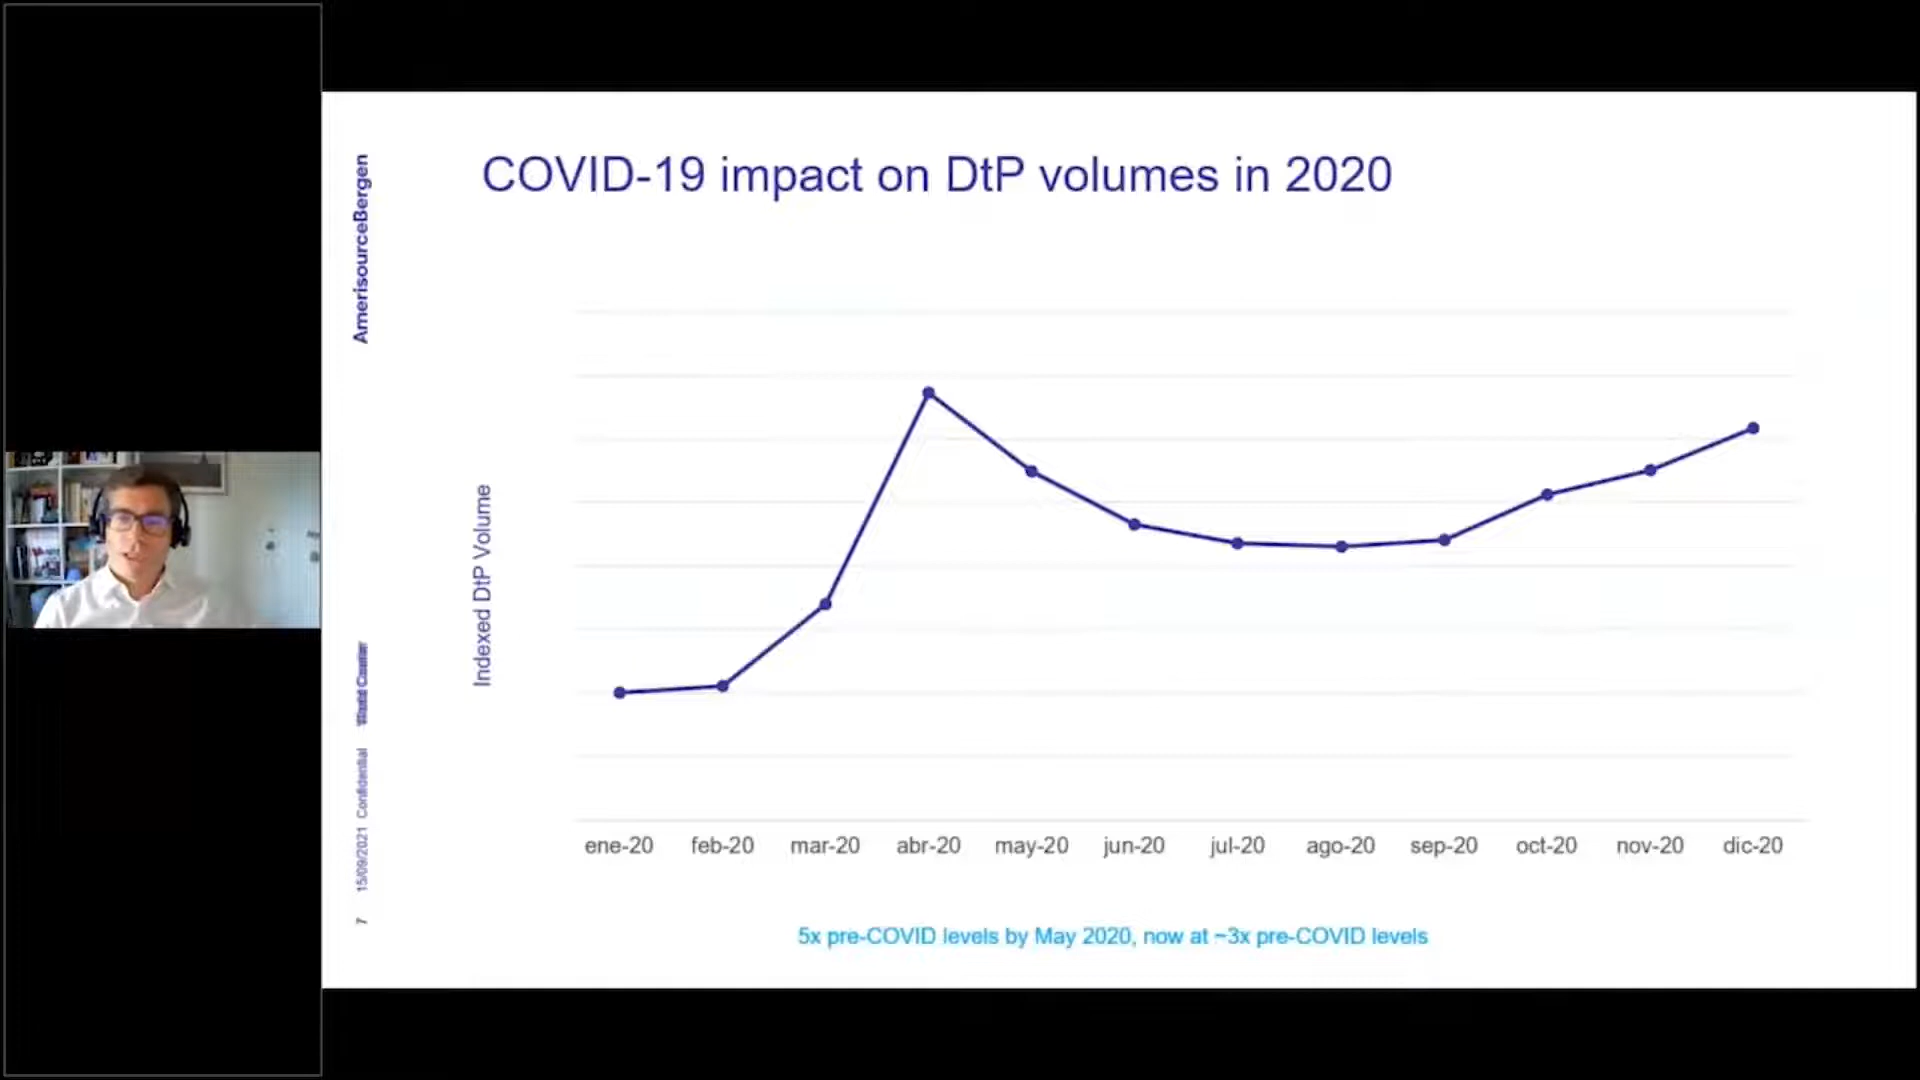 COVID-19 impact on DtP volumes in 2020
AmerisourceBergen
Indexed DtP Volume
World Courier
15/09/2021 Confidential
7
ene-20 feb-20 mar-20 abr-20 may-20 jun-20 jul-20 ago-20 sep-20 oct-20 nov-20 dic-20
5x pre-COVID levels by May 2020, now at ~3x pre-COVID levels